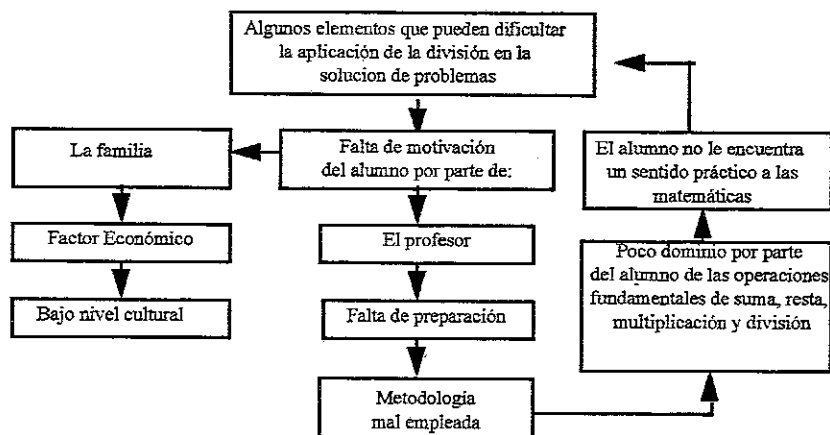 Algunos elementos que pueden dificultar
la aplicación de la división en la
solucion de problemas
La familia
Falta de motivación
del alumno por parte de:
El alumno no le encuentra
un sentido práctico a las
matemáticas
Factor Económico
El profesor
Poco dominio por parte
del alumno de las operaciones
fundamentales de suma, resta,
multiplicación y división
Bajo nivel cultural
Falta de preparación
Metodología
mal empleada